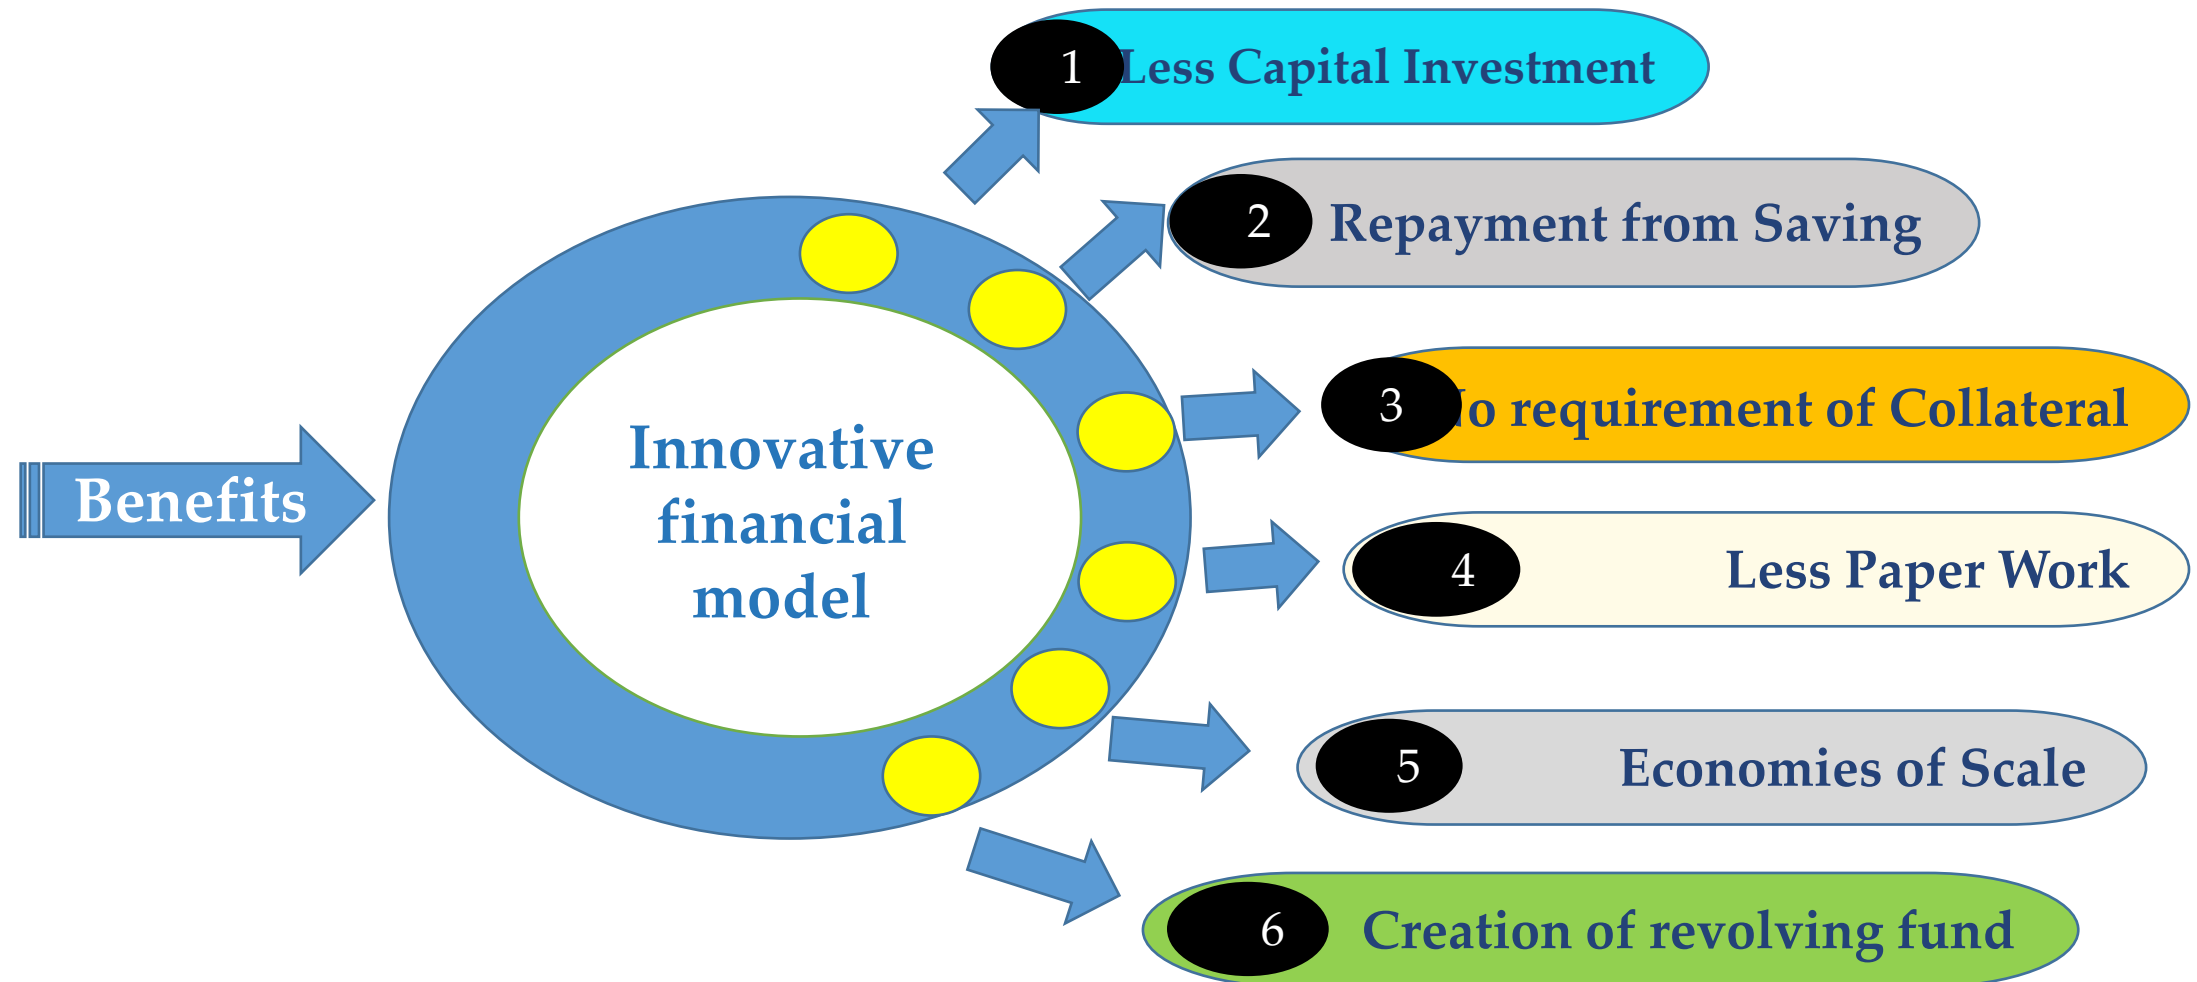 1 Less Capital Investment
2 Repayment from Saving
3 No requirement of Collateral
Benefits
Innovative
financial
model
4 Less Paper Work
5 Economies of Scale
6 Creation of revolving fund